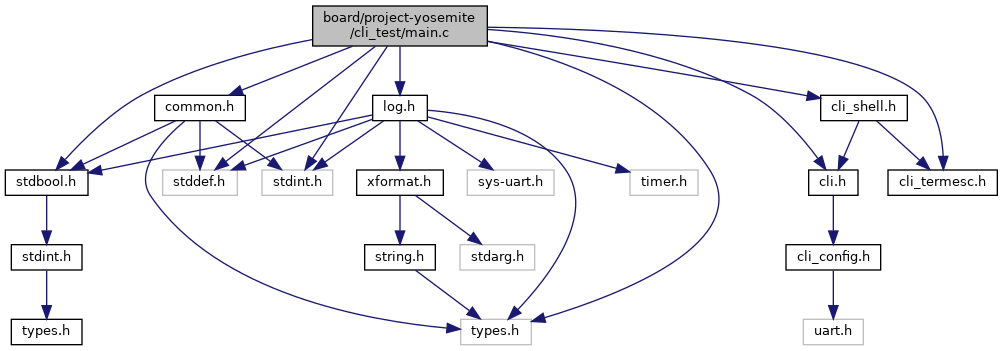 board/project-yosemite
/cli_test/main.c
common.h
log.h
cli_shell.h
stdbool.h
stddef.h
stdint.h
xformat.h
sys-uart.h
timer.h
cli.h
cli_termesc.h
stdint.h
string.h
stdarg.h
cli_config.h
types.h
types.h
uart.h